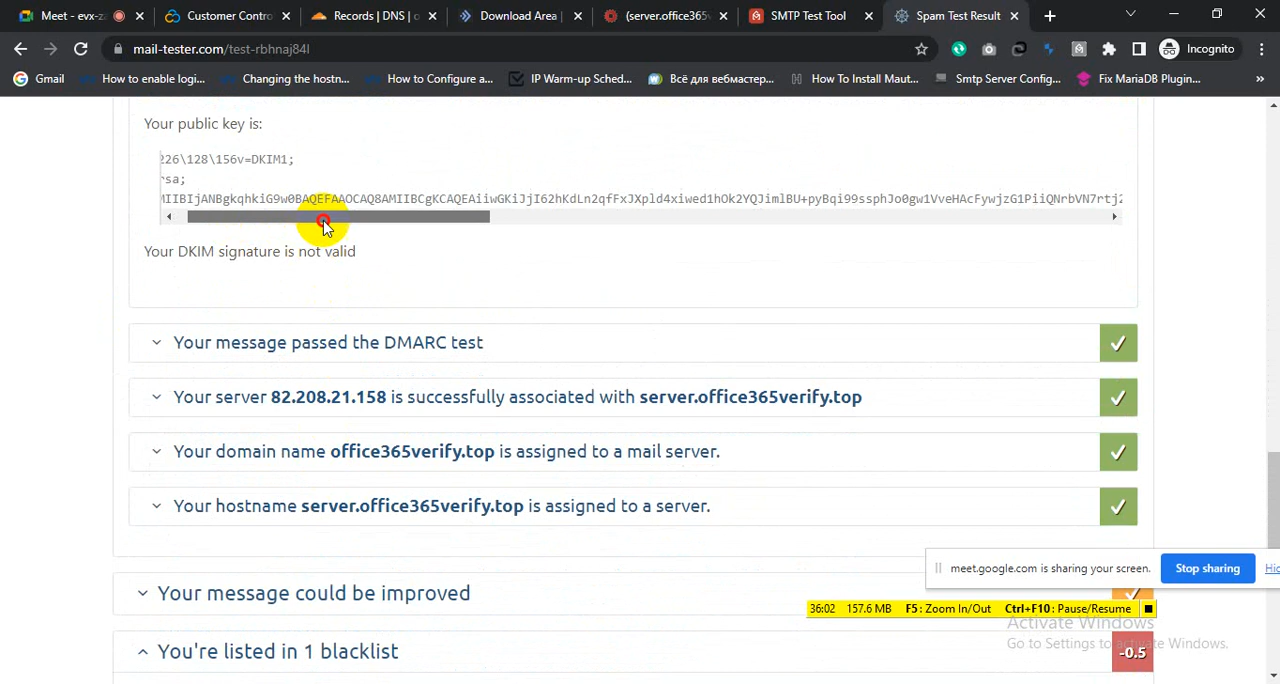 Meet - evx-z
Customer Contro
Records | DNS | o
Download Area |
(server.office365v
SMTP Test Tool
Spam Test Result
mail-tester.com/test-rbhnaj84l
Incognito
Gmail
How to enable logi...
Changing the hostn...
How to Configure a...
IP Warm-up Sched...
Всё для вебмастер...
How To Install Maut...
Smtp Server Config...
Fix MariaDB Plugin...
»
Your public key is:
226\128\156v=DKIM1;
rsa;
MIIBIjANBgkqhkiG9w0BAQEFAAOCAQ8AMIIBCgKCAQEAiiwGKiJjI62hKdLn2qfFxJXpld4xiwed1hOk2YQJimlBU+pyBqi99ssphJo0gw1VveHAcFywjzG1PiiQNrbVN7rtj2
Your DKIM signature is not valid
Your message passed the DMARC test
Your server 82.208.21.158 is successfully associated with server.office365verify.top
Your domain name office365verify.top is assigned to a mail server.
Your hostname server.office365verify.top is assigned to a server.
meet.google.com is sharing your screen.
Stop sharing
Hid
Your message could be improved
36:02 157.6 MB F5: Zoom In/Out Ctrl+F10: Pause/Resume
Activate Windows
Go to Settings to activate Windows.
You're listed in 1 blacklist
-0.5